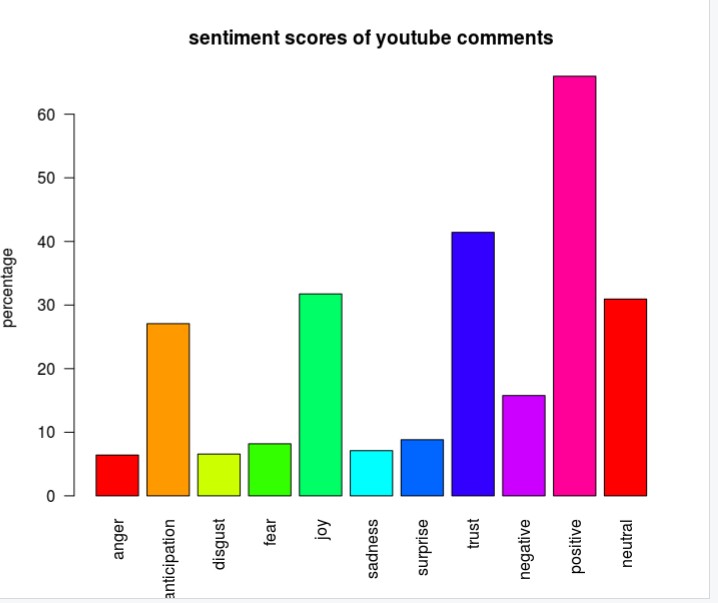 sentiment scores of youtube comments
percentage
60
50
40
30
20
10
0
anger
anticipation
disgust
fear
joy
sadness
surprise
trust
negative
positive
neutral